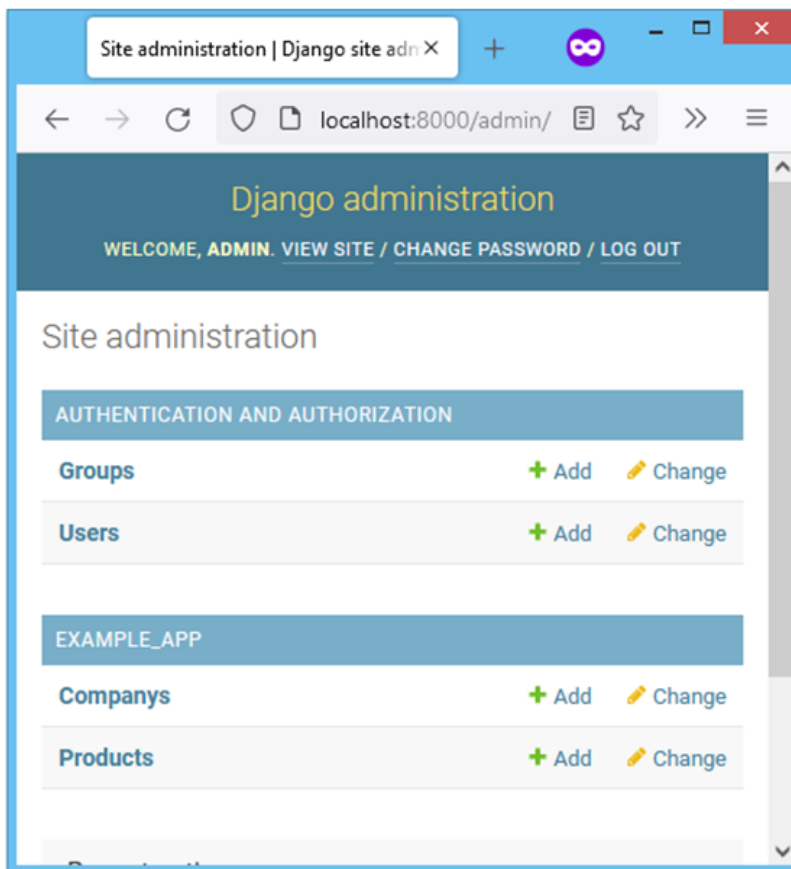 Site administration | Django site adm
localhost:8000/admin/
Django administration
WELCOME, ADMIN. VIEW SITE / CHANGE PASSWORD / LOG OUT
Site administration
AUTHENTICATION AND AUTHORIZATION
Groups Add Change
Users Add Change
EXAMPLE_APP
Companys Add Change
Products Add Change